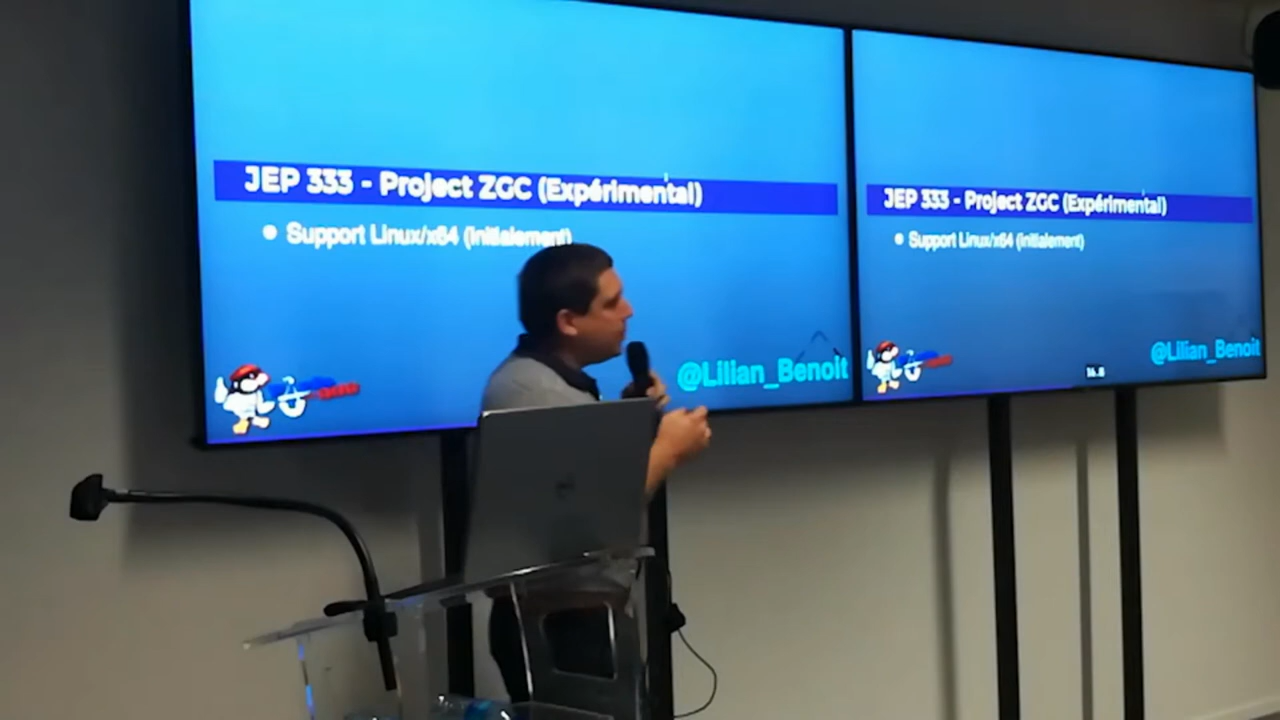 JEP 333 - Project ZGC (Expérimental)
Support Linux/x64 (initialement)
@Lilian_Benoit
JEP 333 - Project ZGC (Expérimental)
Support Linux/x64 (initialement)
@Lilian_Benoit